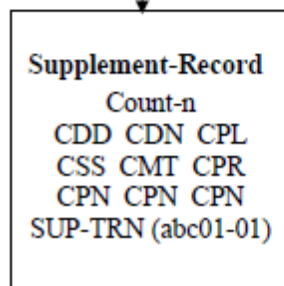 Supplement-Record
Count-n
CDD CDN CPL
CSS CMT CPR
CPN CPN CPN
SUP-TRN (abc01-01)